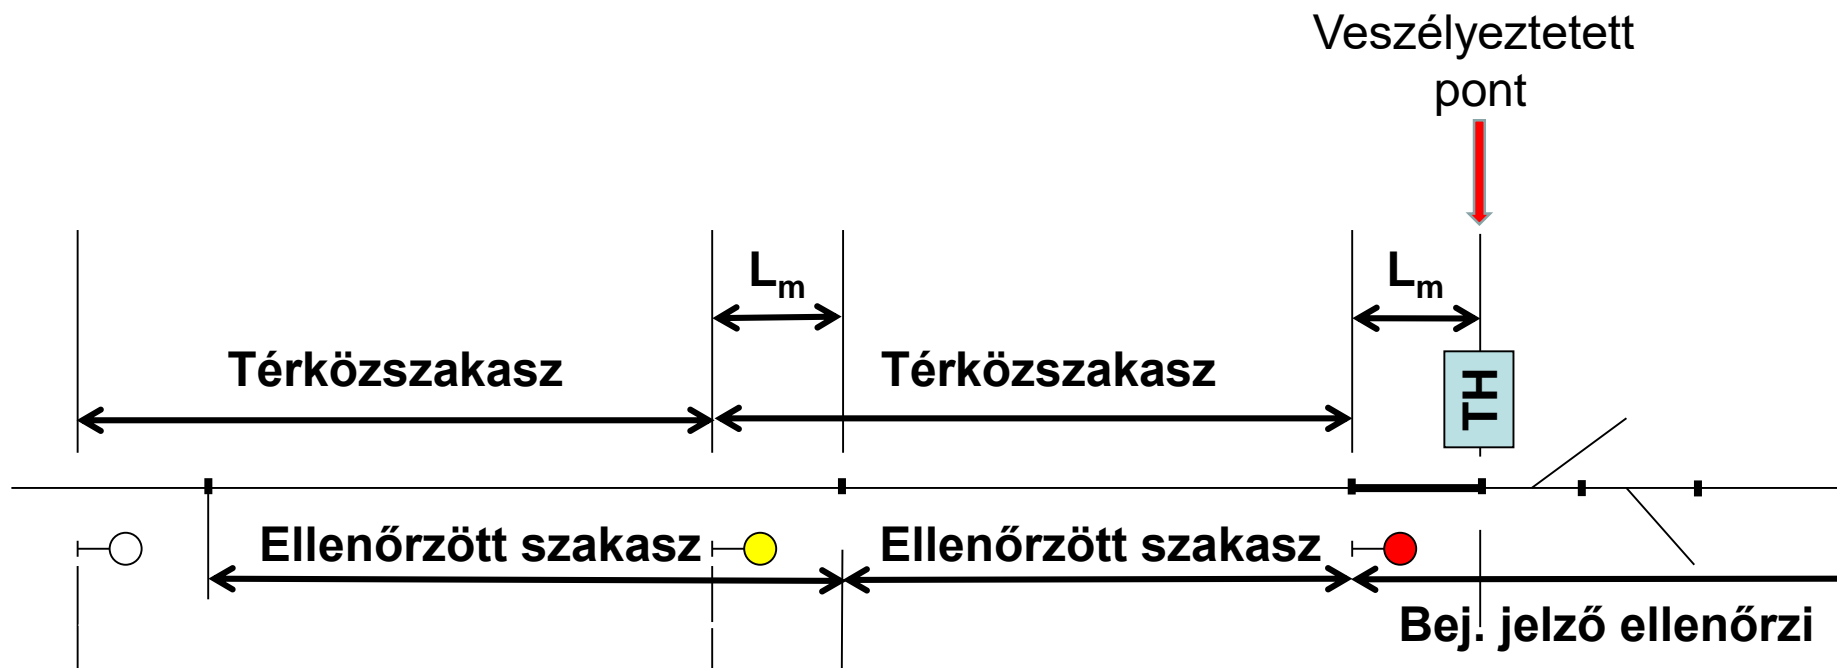 Veszélyeztetett
pont
Lm
Lm
Térközszakasz
Térközszakasz
TH
Ellenőrzött szakasz
Ellenőrzött szakasz
Bej. jelző ellenőrzi